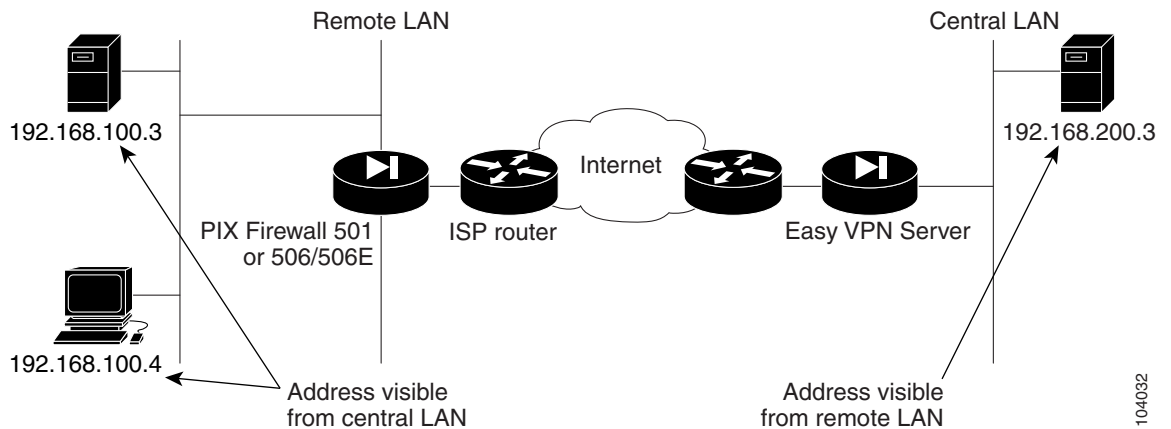 Remote LAN
Central LAN
192.168.100.3
192.168.200.3
Internet
PIX Firewall 501
or 506/506E
ISP router
Easy VPN Server
192.168.100.4
Address visible
from central LAN
Address visible
from remote LAN
104032